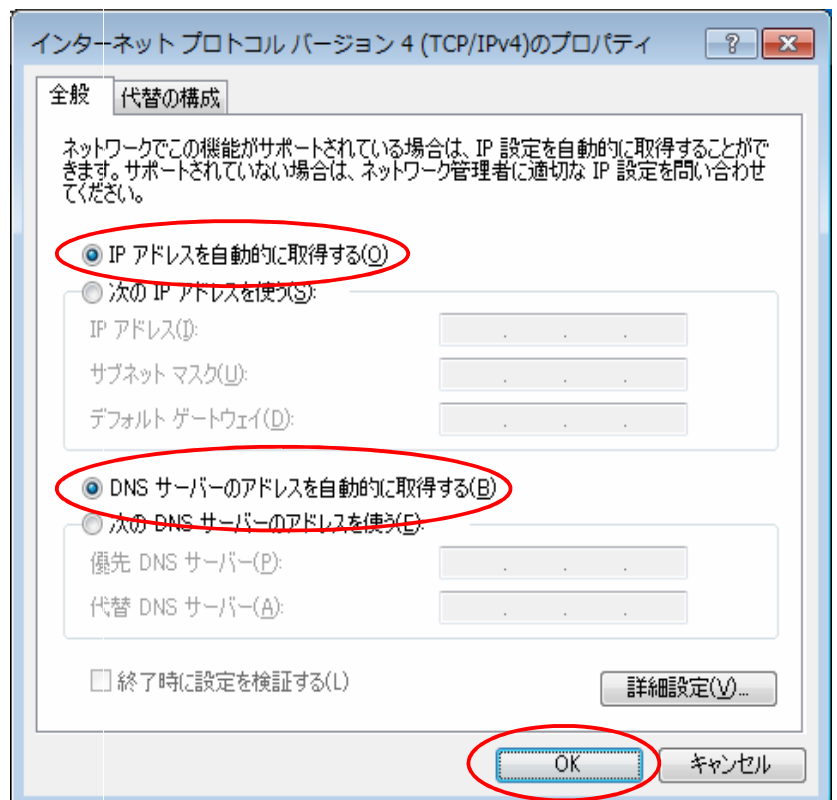 インターネット プロトコル バージョン 4 (TCP/IPv4)のプロパティ
全般 代替の構成
ネットワークでこの機能がサポートされている場合は、IP 設定を自動的に取得することがで
きます。サポートされていない場合は、ネットワーク管理者に適切な IP 設定を問い合わせ
てください。
IP アドレスを自動的に取得する(O)
次の IP アドレスを使う(S):
IP アドレス(I):
サブネット マスク(U):
デフォルト ゲートウェイ(D):
DNS サーバーのアドレスを自動的に取得する(B)
次の DNS サーバーのアドレスを使う(E):
優先 DNS サーバー(P):
代替 DNS サーバー(A):
終了時に設定を検証する(L)
詳細設定(V)...
OK キャンセル